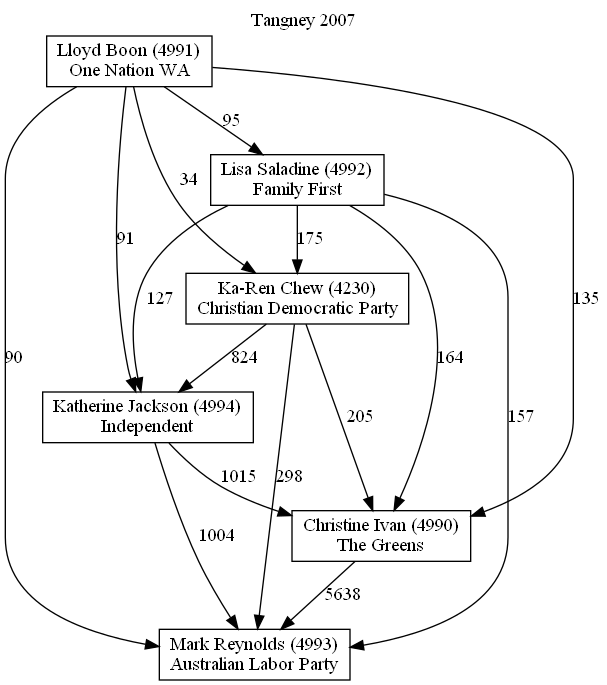 Tangney 2007
Lloyd Boon (4991)
One Nation WA
95
Lisa Saladine (4992)
Family First
34
91
175
127
Ka-Ren Chew (4230)
Christian Democratic Party
135
90
824
164
Katherine Jackson (4994)
Independent
205
157
1015
298
Christine Ivan (4990)
The Greens
1004
5638
Mark Reynolds (4993)
Australian Labor Party